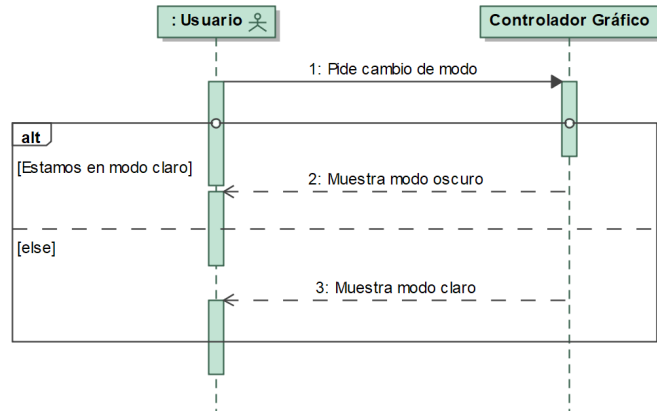 : Usuario
Controlador Gráfico
1: Pide cambio de modo
alt
[Estamos en modo claro]
2: Muestra modo oscuro
[else]
3: Muestra modo claro